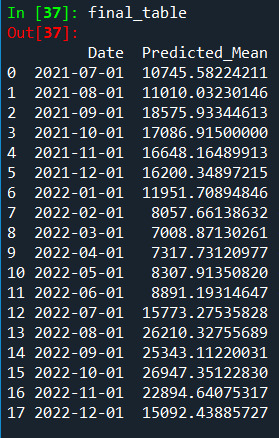 In [37]: final_table
Out[37]:
Date Predicted_Mean
0 2021-07-01 10745.58224211
1 2021-08-01 11010.03230146
2 2021-09-01 18575.93344613
3 2021-10-01 17086.91500000
4 2021-11-01 16648.16489913
5 2021-12-01 16200.34897215
6 2022-01-01 11951.70894846
7 2022-02-01 8057.66138632
8 2022-03-01 7008.87130261
9 2022-04-01 7317.73120977
10 2022-05-01 8307.91350820
11 2022-06-01 8891.19314647
12 2022-07-01 15773.27535828
13 2022-08-01 26210.32755689
14 2022-09-01 25343.11220031
15 2022-10-01 26947.35122830
16 2022-11-01 22894.64075317
17 2022-12-01 15092.43885727